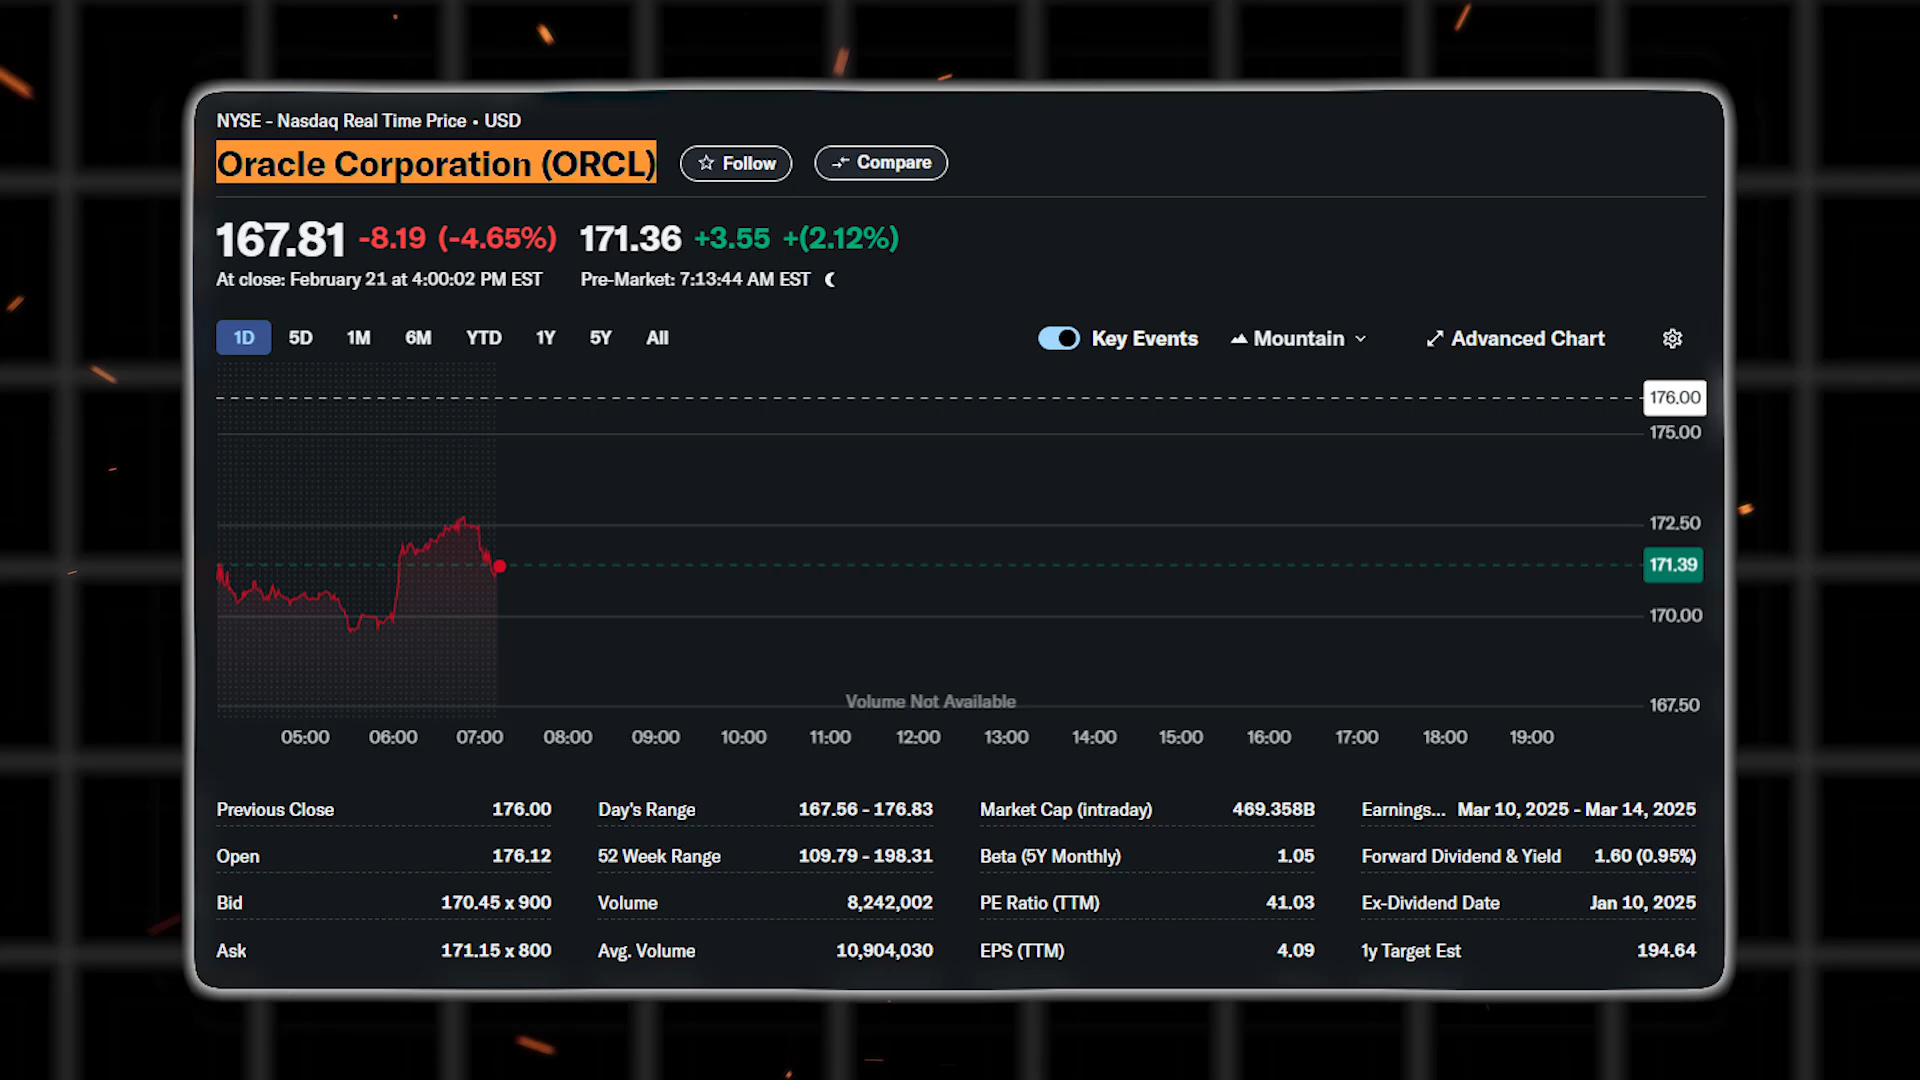 NYSE - Nasdaq Real Time Price • USD
Oracle Corporation (ORCL)
Follow
Compare
167.81 -8.19 (-4.65%) 171.36 +3.55 +(2.12%)
At close: February 21 at 4:00:02 PM EST Pre-Market: 7:13:44 AM EST
1D 5D 1M 6M YTD 1Y 5Y All
Key Events Mountain Advanced Chart
176.00
175.00
172.50
171.39
170.00
Volume Not Available
167.50
05:00 06:00 07:00 08:00 09:00 10:00 11:00 12:00 13:00 14:00 15:00 16:00 17:00 18:00 19:00
Previous Close 176.00 Day's Range 167.56 - 176.83 Market Cap (intraday) 469.358B Earnings... Mar 10, 2025 - Mar 14, 2025
Open 176.12 52 Week Range 109.79 - 198.31 Beta (5Y Monthly) 1.05 Forward Dividend & Yield 1.60 (0.95%)
Bid 170.45 x 900 Volume 8,242,002 PE Ratio (TTM) 41.03 Ex-Dividend Date Jan 10, 2025
Ask 171.15 x 800 Avg. Volume 10,904,030 EPS (TTM) 4.09 1y Target Est 194.64